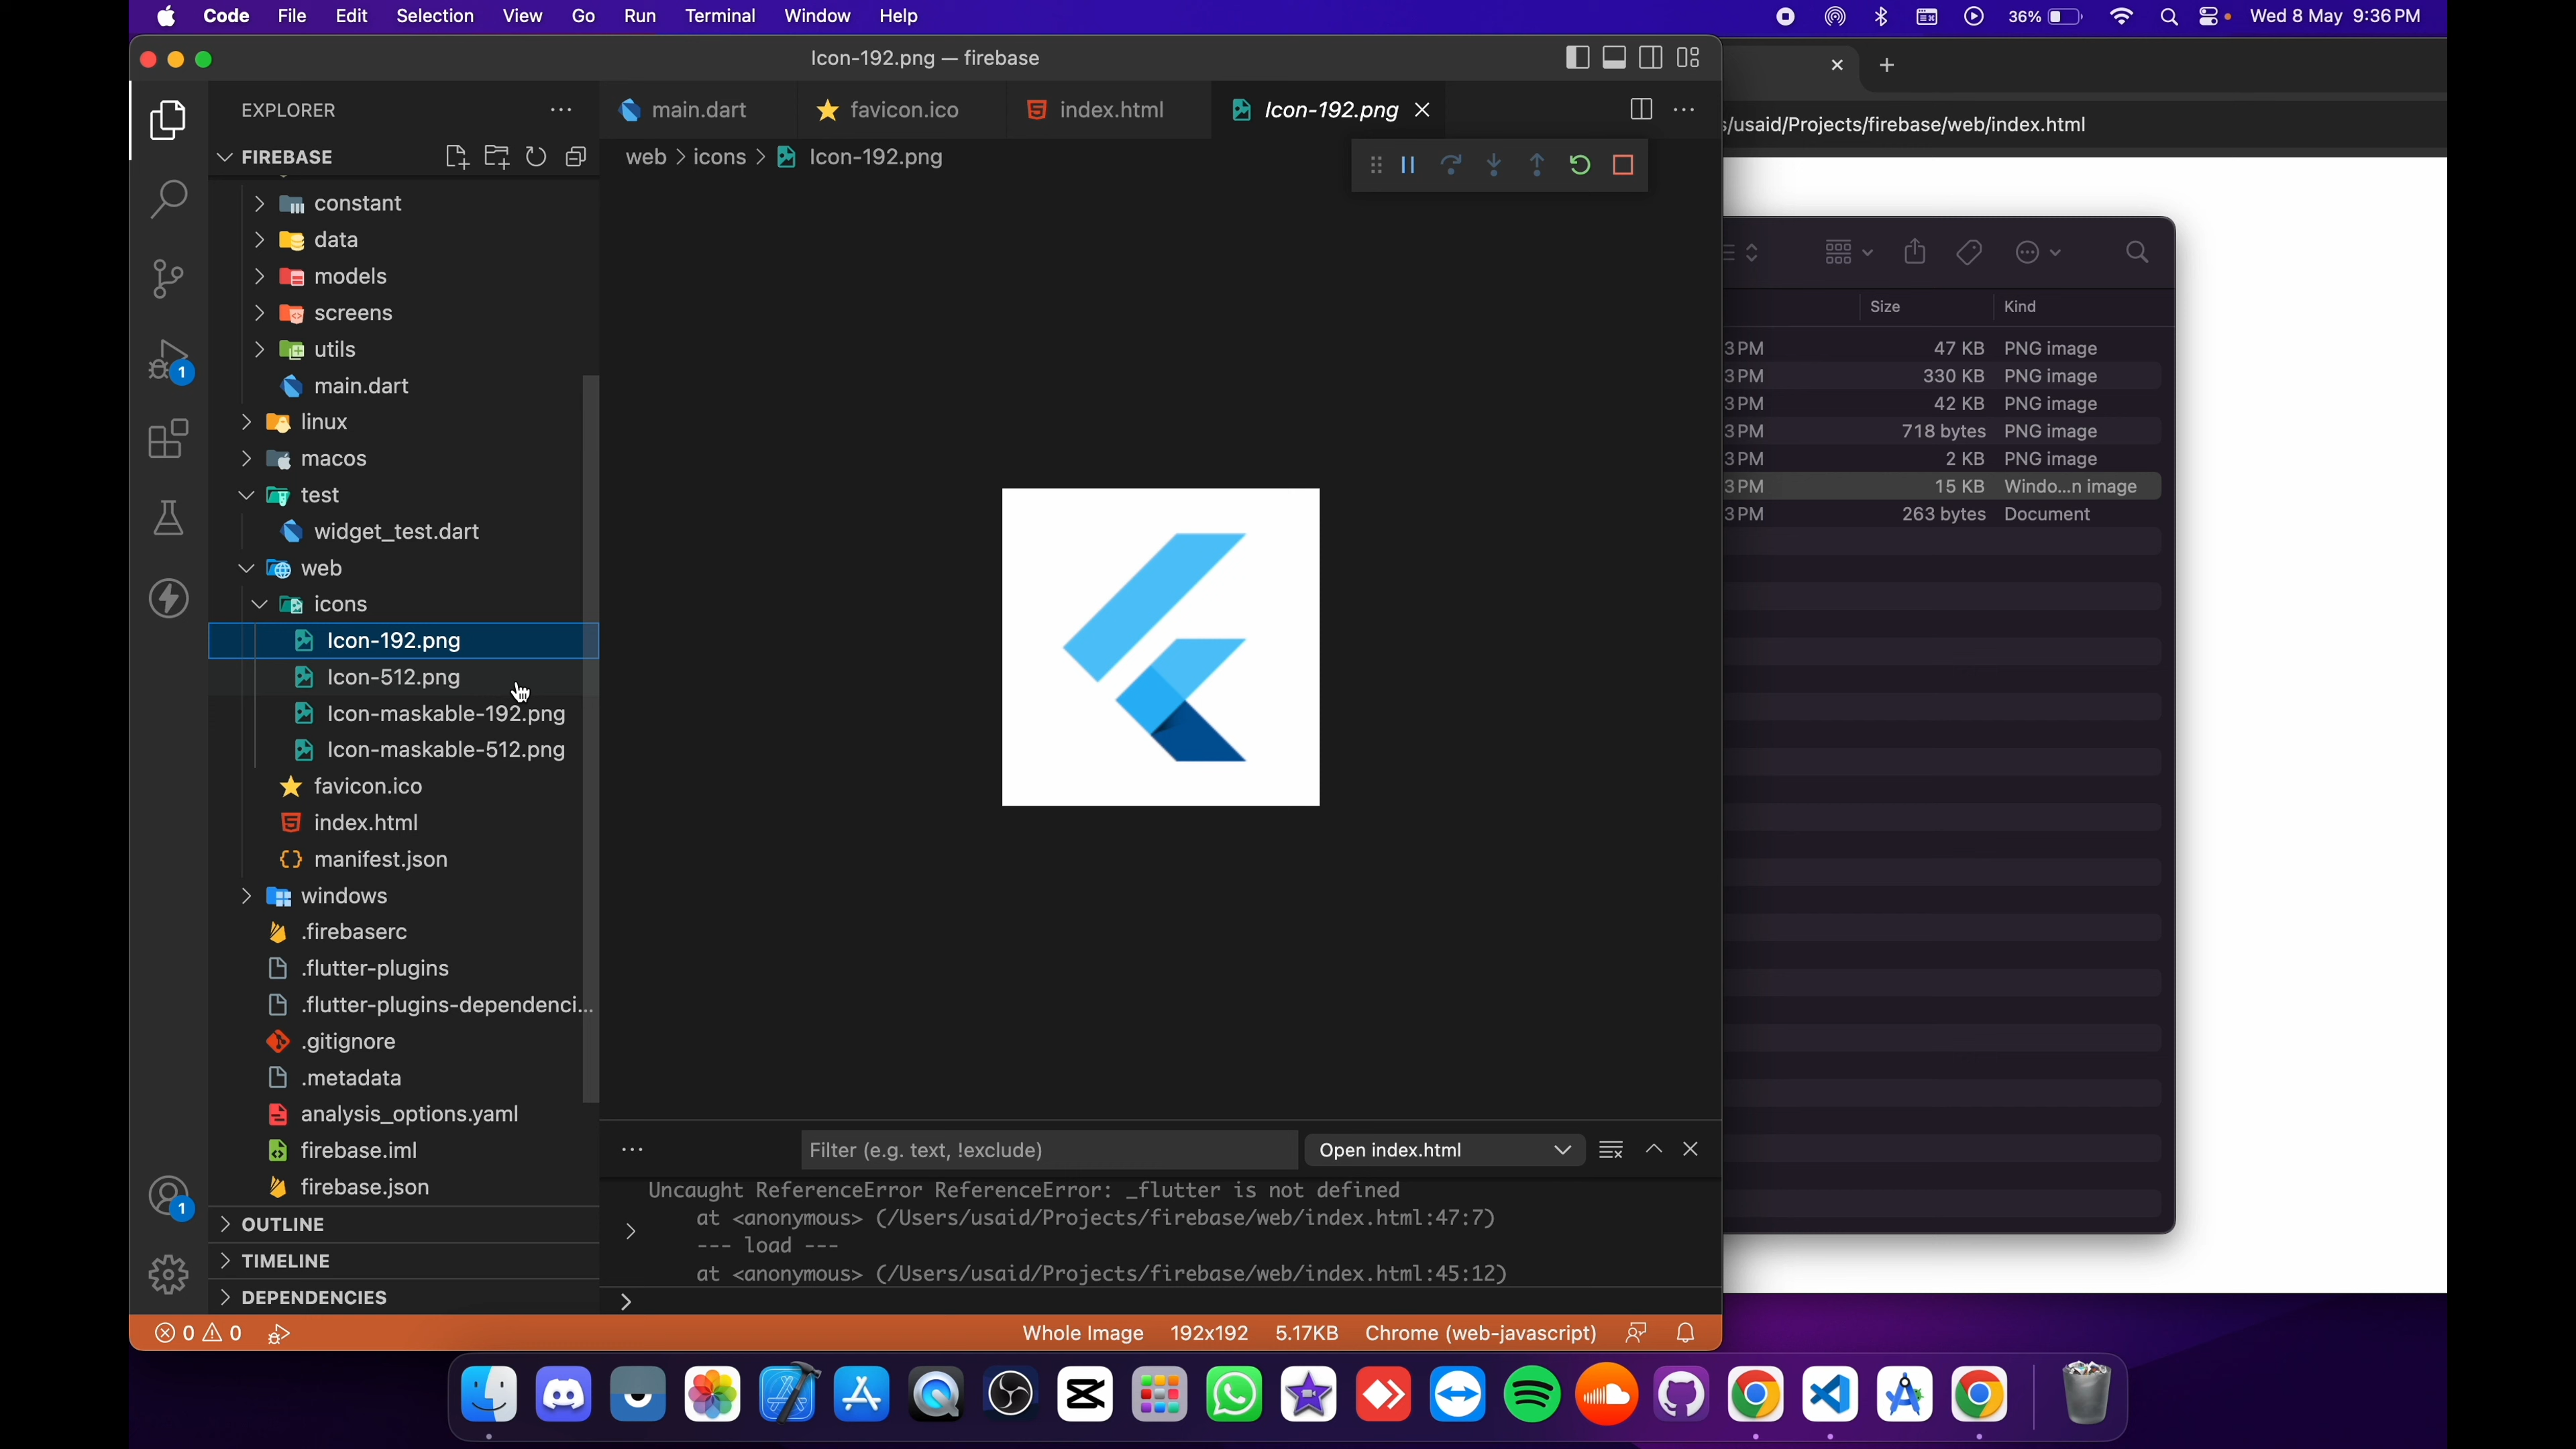 Code File Edit Selection View Go Run Terminal Window Help
36% Wed 8 May 9:36 PM
Icon-192.png — firebase
EXPLORER
FIREBASE
constant
data
models
screens
utils
main.dart
linux
macos
test
widget_test.dart
web
icons
Icon-192.png
Icon-512.png
Icon-maskable-192.png
Icon-maskable-512.png
favicon.ico
index.html
manifest.json
windows
.firebaserc
.flutter-plugins
.flutter-plugins-dependenci...
.gitignore
.metadata
analysis_options.yaml
firebase.iml
firebase.json
OUTLINE
TIMELINE
DEPENDENCIES
1
1
main.dart favicon.ico index.html Icon-192.png
web > icons > Icon-192.png
Filter (e.g. text, !exclude) Open index.html
Uncaught ReferenceError ReferenceError: _flutter is not defined
at <anonymous> (/Users/usaid/Projects/firebase/web/index.html:47:7)
--- load ---
at <anonymous> (/Users/usaid/Projects/firebase/web/index.html:45:12)
0 0 Whole Image 192x192 5.17KB Chrome (web-javascript)
/usaid/Projects/firebase/web/index.html
Size Kind
3 PM 47 KB PNG image
3 PM 330 KB PNG image
3 PM 42 KB PNG image
3 PM 718 bytes PNG image
3 PM 2 KB PNG image
3 PM 15 KB Windo...n image
3 PM 263 bytes Document